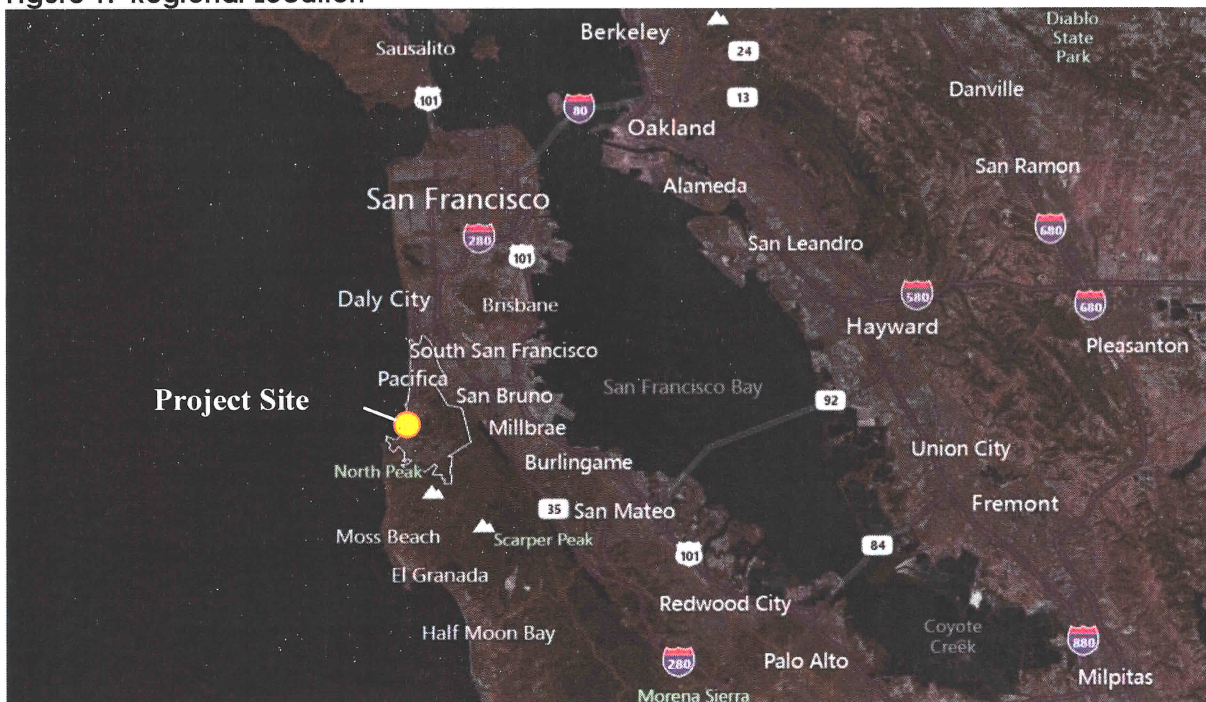 Figure 1: Regional Location
Sausalito
Berkeley
24
Diablo
State
Park
101
80
13
Danville
Oakland
San Ramon
Alameda
San Francisco
280
101
San Leandro
680
Daly City
Brisbane
580
680
Hayward
Pleasanton
South San Francisco
Pacifica
San Bruno
San Francisco Bay
92
Project Site
Millbrae
Union City
North Peak
Burlingame
Fremont
35
San Mateo
Moss Beach
Scarper Peak
101
84
El Granada
Redwood City
Half Moon Bay
Coyote
Creek
880
280
Palo Alto
Milpitas
Morena Sierra